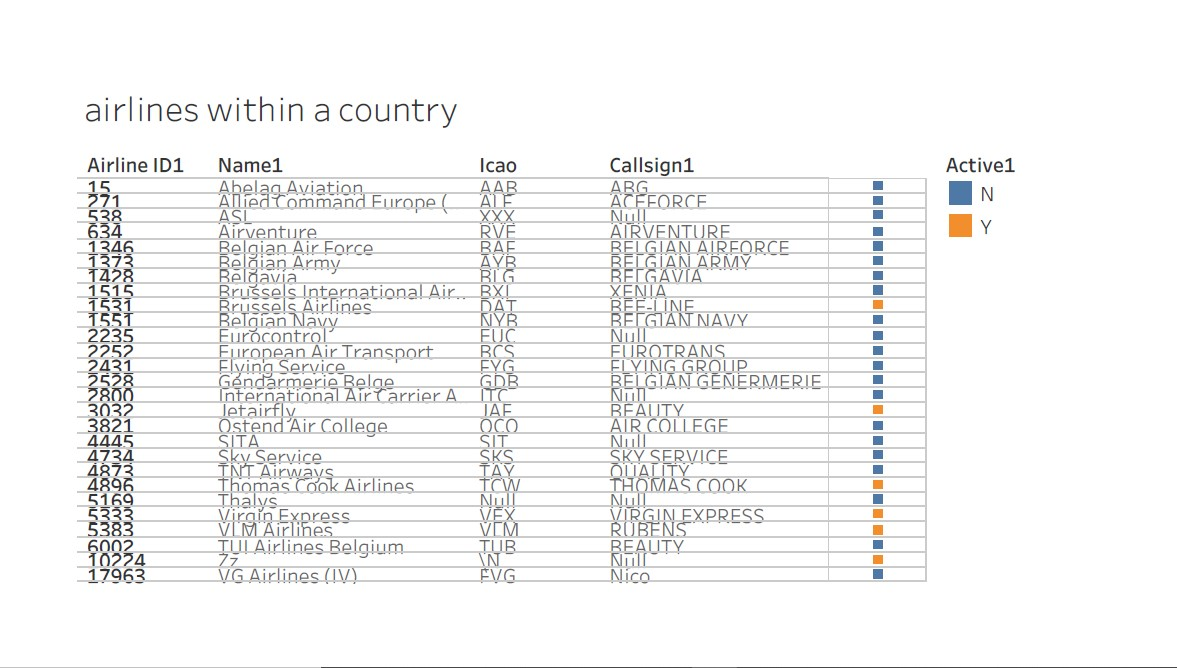 airlines within a country
Airline ID1 Name1 Icao Callsign1 Active1
15 Abelag Aviation AAB ABG
271 Allied Command Europe ( ALF ACEFORCE
538 ASL XXX Null
634 Airventure RVE AIRVENTURE
1346 Belgian Air Force BAF BELGIAN AIRFORCE
1373 Belgian Army AYB BELGIAN ARMY
1428 Belgavia BLG BELGAVIA
1515 Brussels International Air.. BXI XENIA
1531 Brussels Airlines DAT BEE-LINE
1551 Belgian Navy NYB BELGIAN NAVY
2235 Eurocontrol EUC Null
2252 European Air Transport BCS EUROTRANS
2431 Flying Service FYG FLYING GROUP
2528 Gendarmerie Belge GDB BELGIAN GENERMERIE
2800 International Air Carrier A ITC Null
3032 Jetairfly JAF BEAUTY
3821 Ostend Air College OCO AIR COLLEGE
4445 SITA SIT Null
4734 Sky Service SKS SKY SERVICE
4873 TNT Airways TAY QUALITY
4896 Thomas Cook Airlines TCW THOMAS COOK
5169 Thalys Null Null
5333 Virgin Express VEX VIRGIN EXPRESS
5383 VLM Airlines VLM RUBENS
6002 TUI Airlines Belgium TUB BEAUTY
10224 Zz \N Null
17963 VG Airlines (IV) FVG Nico
N
Y